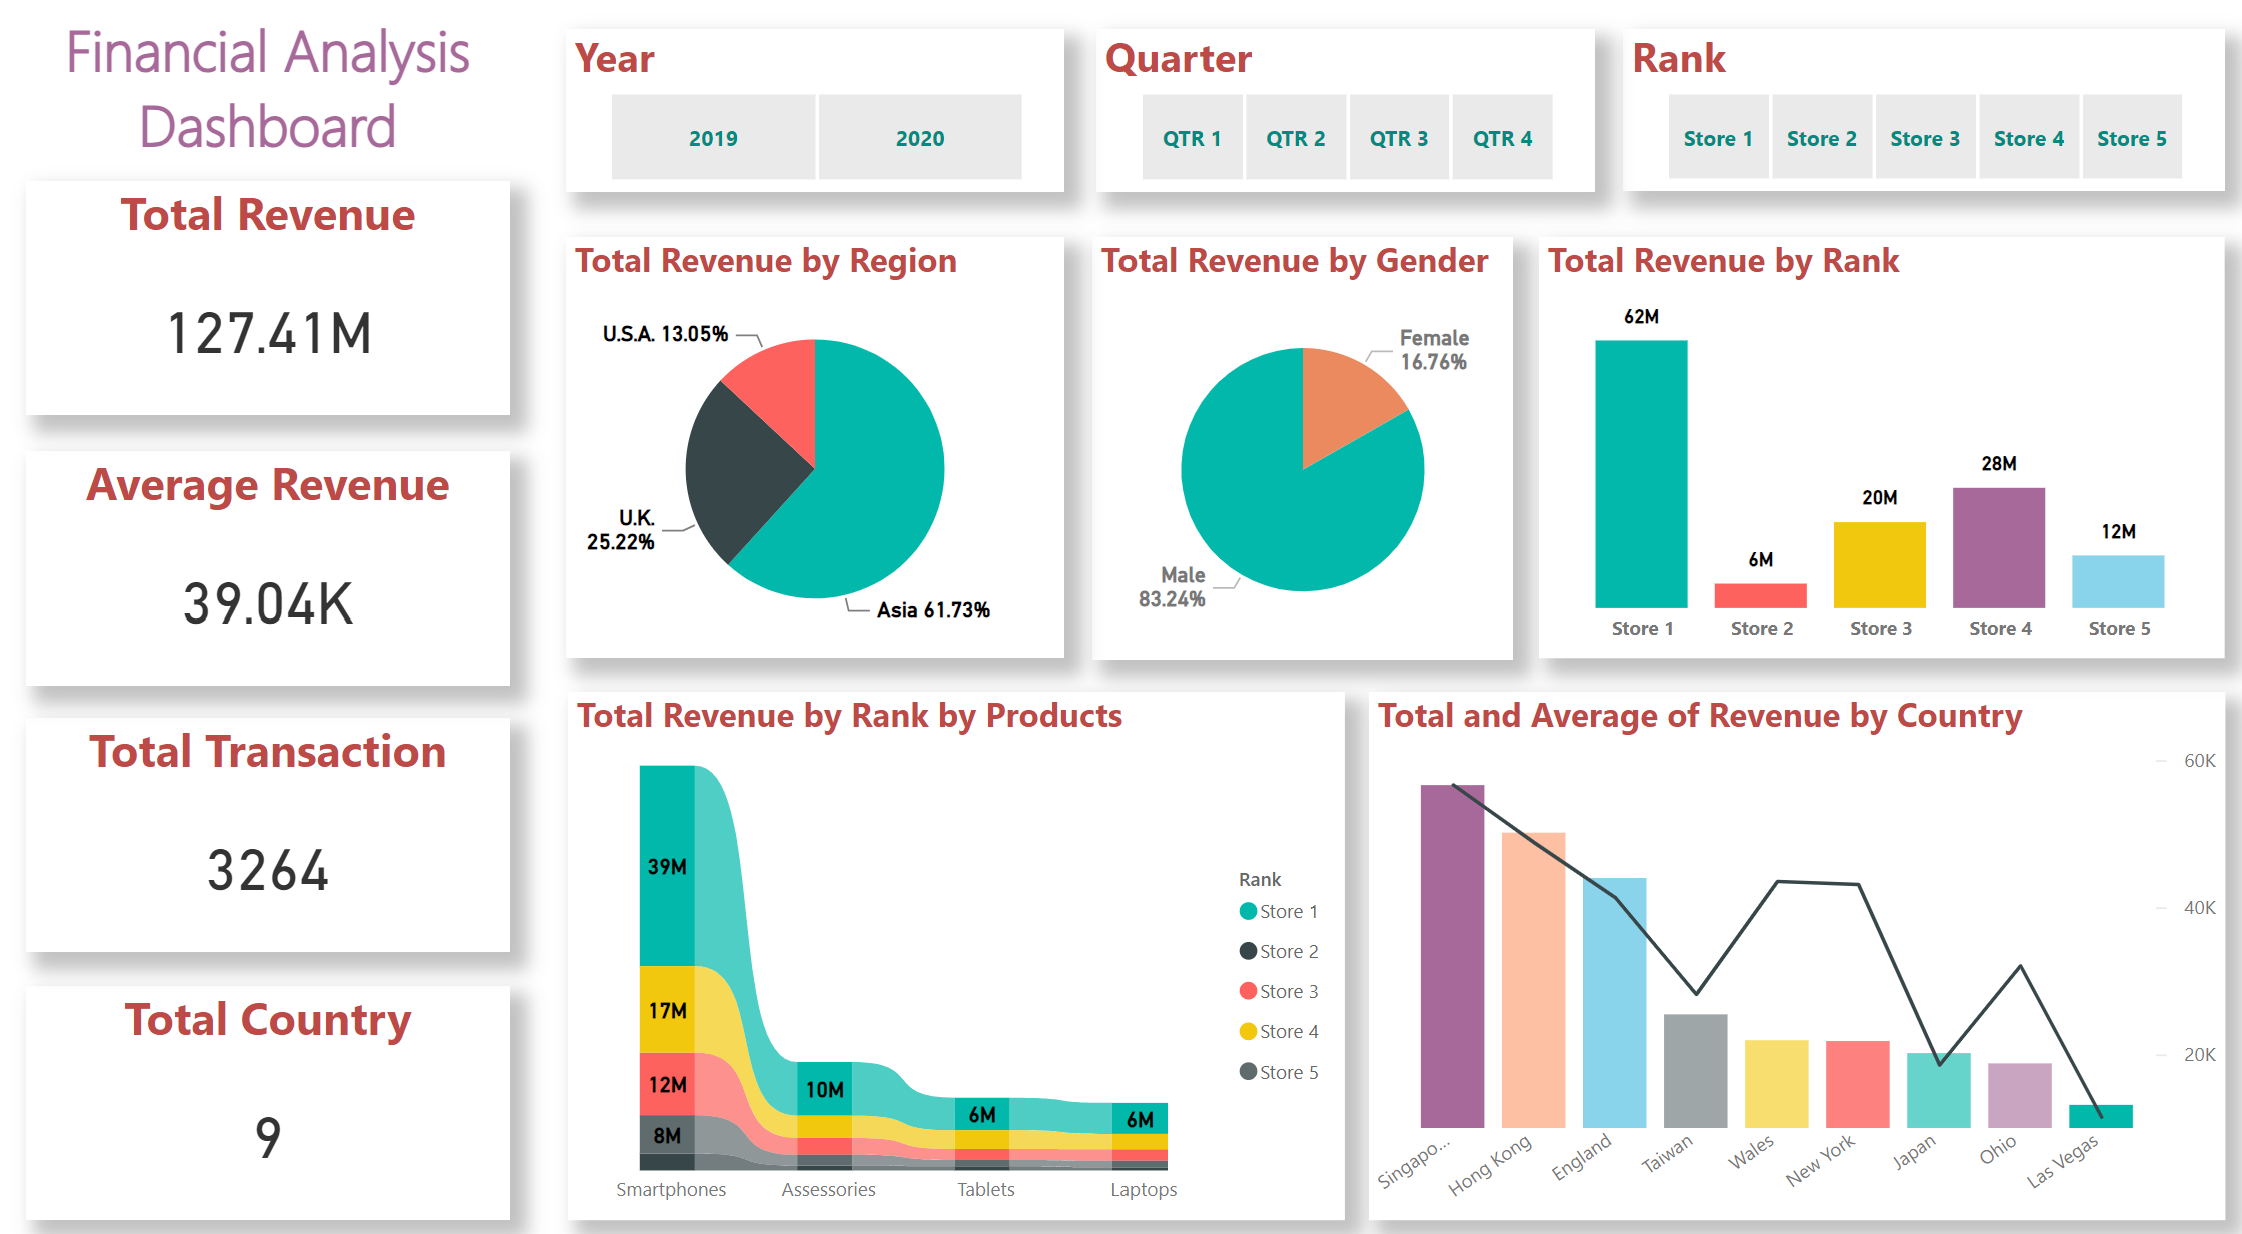 Financial Analysis
Dashboard
Year
2019 2020
Quarter
QTR 1 QTR 2 QTR 3 QTR 4
Rank
Store 1 Store 2 Store 3 Store 4 Store 5
Total Revenue
127.41M
Average Revenue
39.04K
Total Transaction
3264
Total Country
9
Total Revenue by Region
U.S.A. 13.05%
U.K.
25.22%
Asia 61.73%
Total Revenue by Gender
Female
16.76%
Male
83.24%
Total Revenue by Rank
62M
6M
20M
28M
12M
Store 1 Store 2 Store 3 Store 4 Store 5
Total Revenue by Rank by Products
39M
17M
12M
8M
10M
6M
6M
Smartphones Assessories Tablets Laptops
Rank
Store 1
Store 2
Store 3
Store 4
Store 5
Total and Average of Revenue by Country
60K
40K
20K
Singapo... Hong Kong England Taiwan Wales New York Japan Ohio Las Vegas